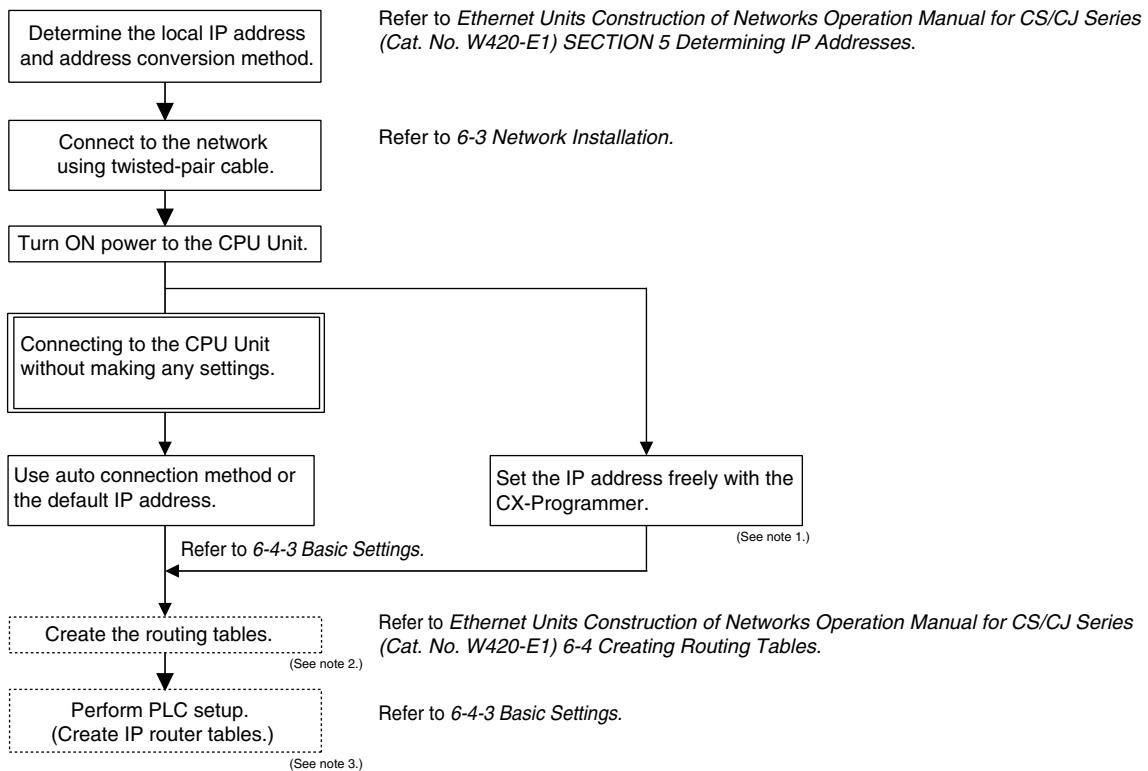 Determine the local IP address
and address conversion method.
Refer to Ethernet Units Construction of Networks Operation Manual for CS/CJ Series
(Cat. No. W420-E1) SECTION 5 Determining IP Addresses.
Connect to the network
using twisted-pair cable.
Refer to 6-3 Network Installation.
Turn ON power to the CPU Unit.
Connecting to the CPU Unit
without making any settings.
Use auto connection method or
the default IP address.
Set the IP address freely with the
CX-Programmer.
(See note 1.)
Refer to 6-4-3 Basic Settings.
Create the routing tables.
(See note 2.)
Refer to Ethernet Units Construction of Networks Operation Manual for CS/CJ Series
(Cat. No. W420-E1) 6-4 Creating Routing Tables.
Perform PLC setup.
(Create IP router tables.)
(See note 3.)
Refer to 6-4-3 Basic Settings.